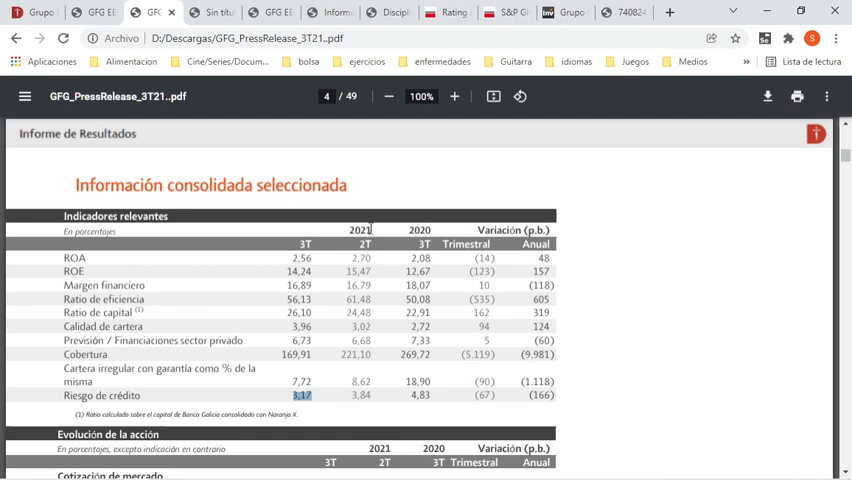 Grupo
GFG EE
GFG
Sin títu
GFG EE
Informe
Discipl
Rating
S&P Gl
Inv Grupo
740824
Archivo D:/Descargas/GFG_PressRelease_3T21..pdf
Aplicaciones Alimentacion Cine/Series/Docum... bolsa ejercicios enfermedades Guitarra idiomas Juegos Medios » Lista de lectura
GFG_PressRelease_3T21..pdf 4 / 49 100%
Informe de Resultados
Información consolidada seleccionada
Indicadores relevantes
En porcentajes 2021 2020 Variación (p.b.)
3T 2T 3T Trimestral Anual
ROA 2,56 2,70 2,08 (14) 48
ROE 14,24 15,47 12,67 (123) 157
Margen financiero 16,89 16,79 18,07 10 (118)
Ratio de eficiencia 56,13 61,48 50,08 (535) 605
Ratio de capital (1) 26,10 24,48 22,91 162 319
Calidad de cartera 3,96 3,02 2,72 94 124
Previsión / Financiaciones sector privado 6,73 6,68 7,33 5 (60)
Cobertura 169,91 221,10 269,72 (5.119) (9.981)
Cartera irregular con garantía como % de la
misma 7,72 8,62 18,90 (90) (1.118)
Riesgo de crédito 3,17 3,84 4,83 (67) (166)
(1) Ratio calculado sobre el capital de Banco Galicia consolidado con Naranja X.
Evolución de la acción
En porcentajes, excepto indicación en contrario 2021 2020 Variación (p.b.)
3T 2T 3T Trimestral Anual
Cotización de mercado